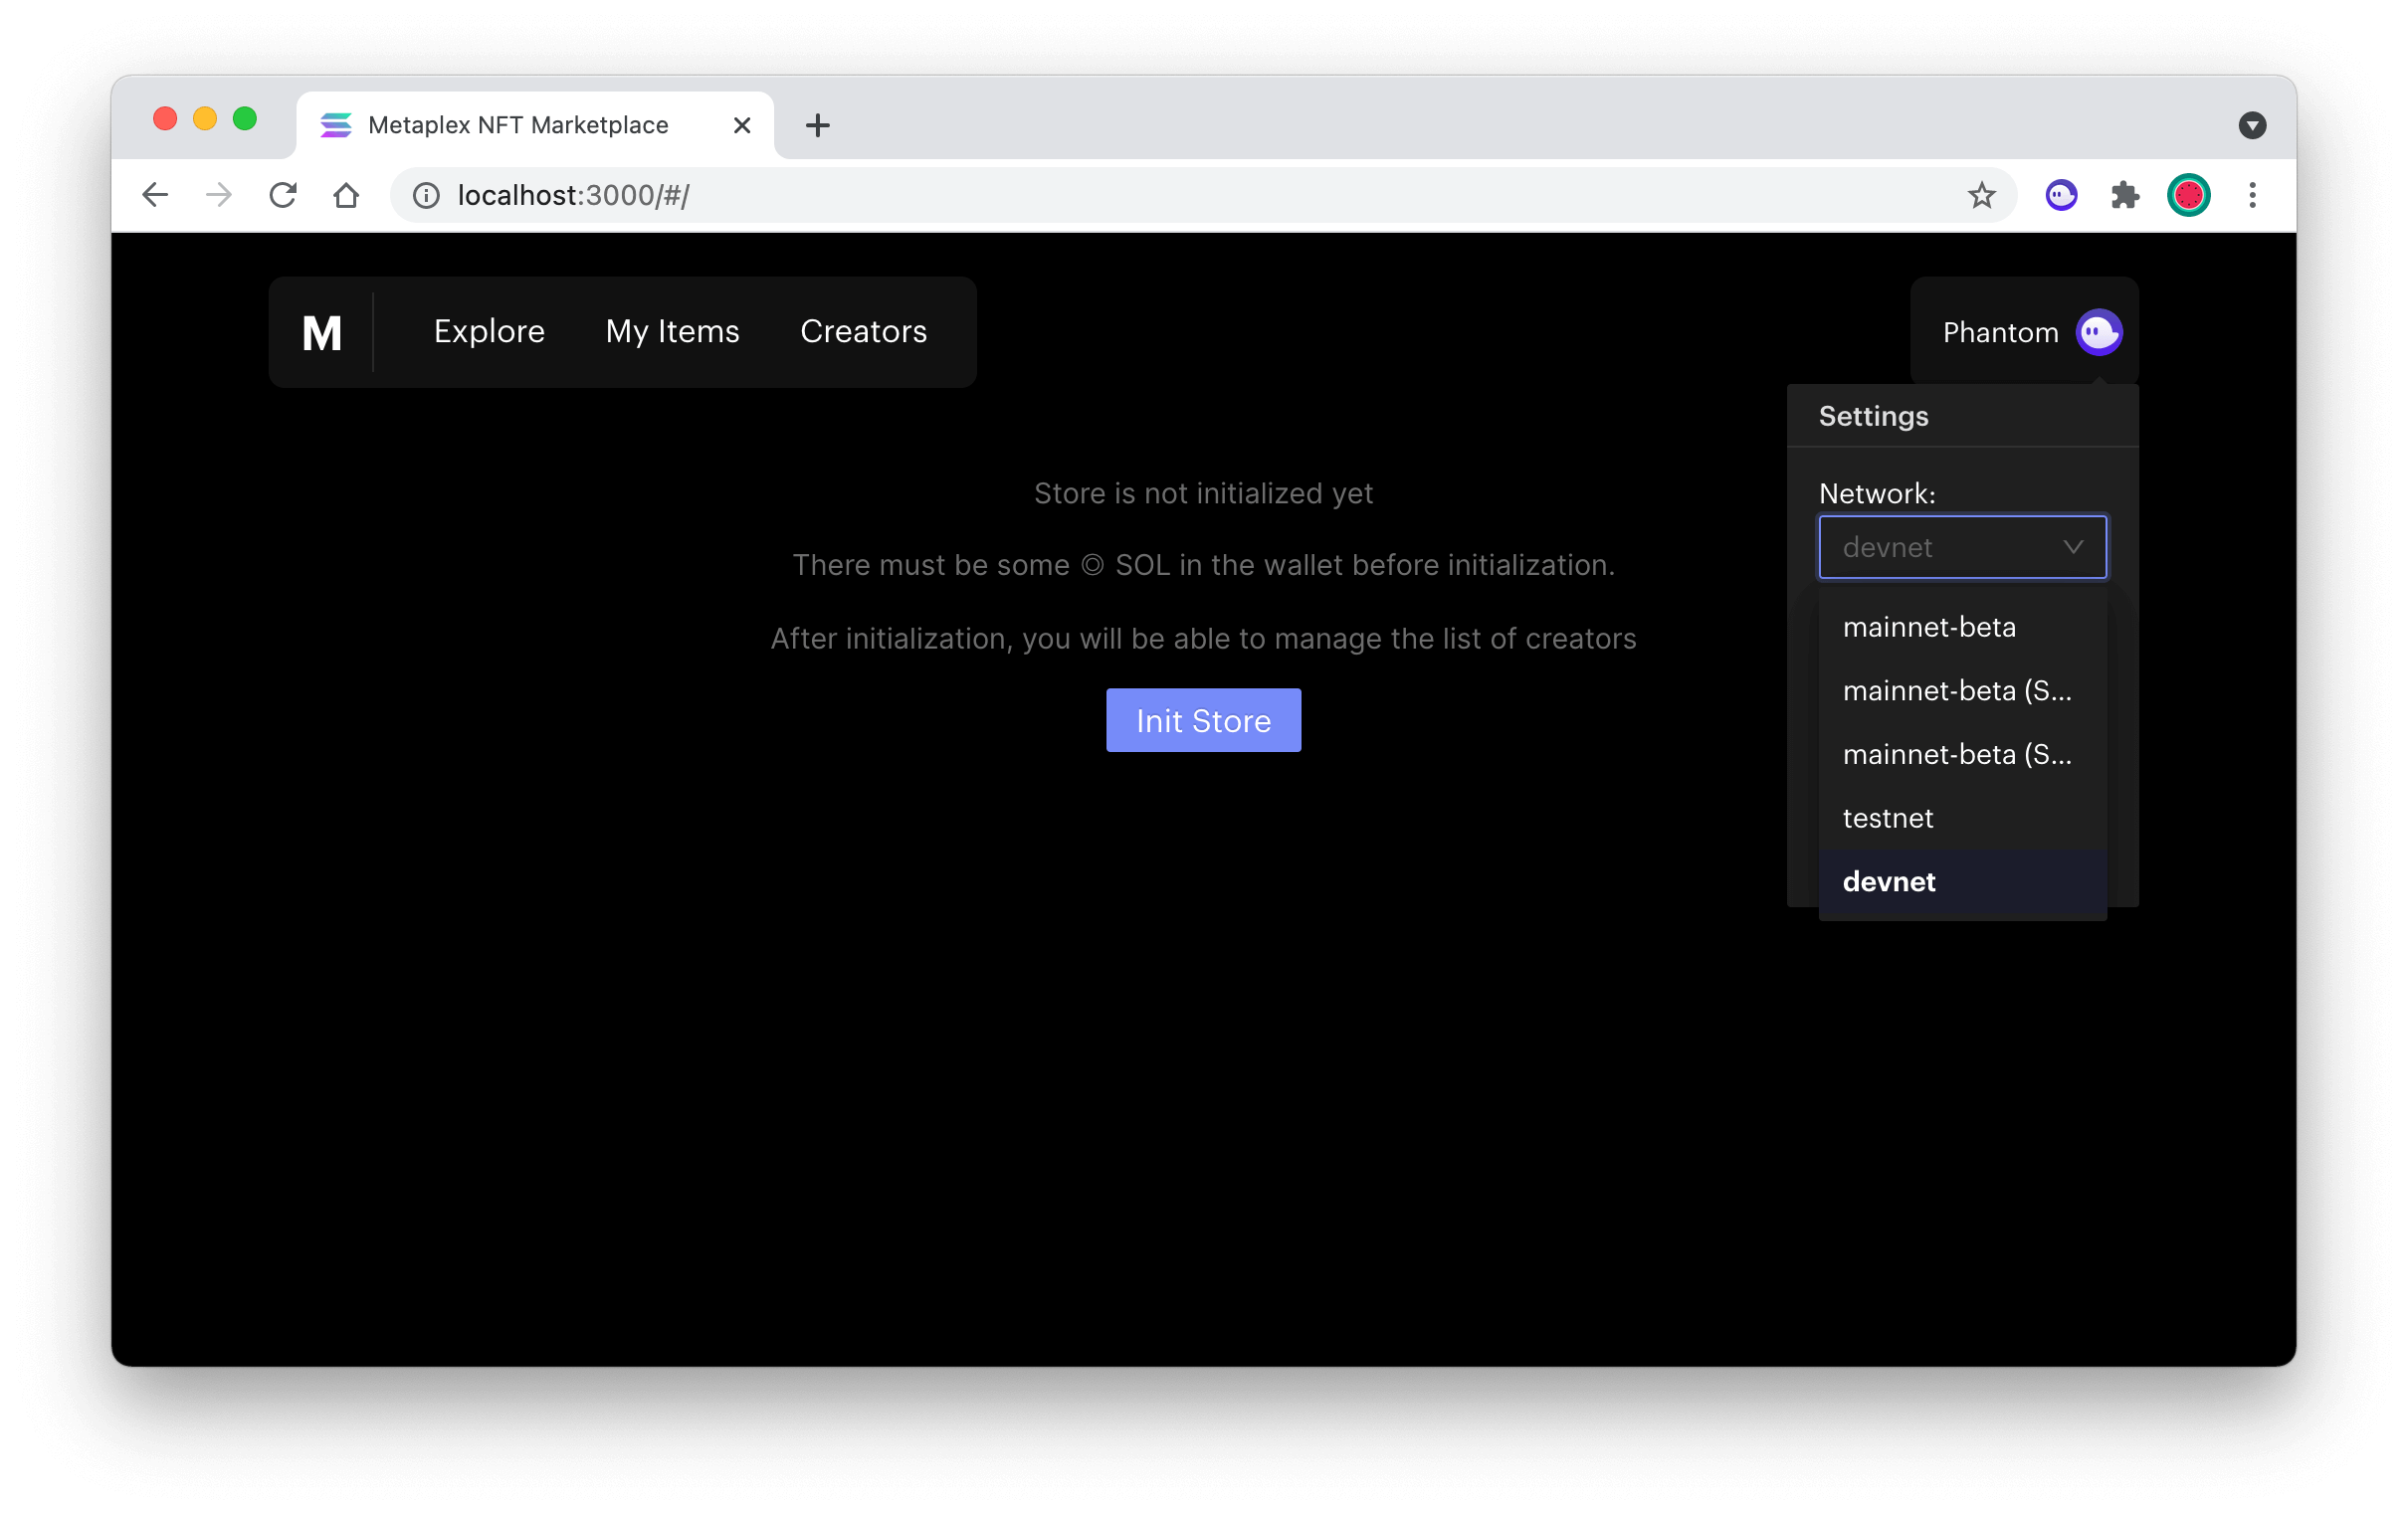 Metaplex NFT Marketplace
localhost:3000/#/
M Explore My Items Creators
Phantom
Settings
Network:
devnet
mainnet-beta
mainnet-beta (S...
mainnet-beta (S...
testnet
devnet
Store is not initialized yet
There must be some ◎ SOL in the wallet before initialization.
After initialization, you will be able to manage the list of creators
Init Store